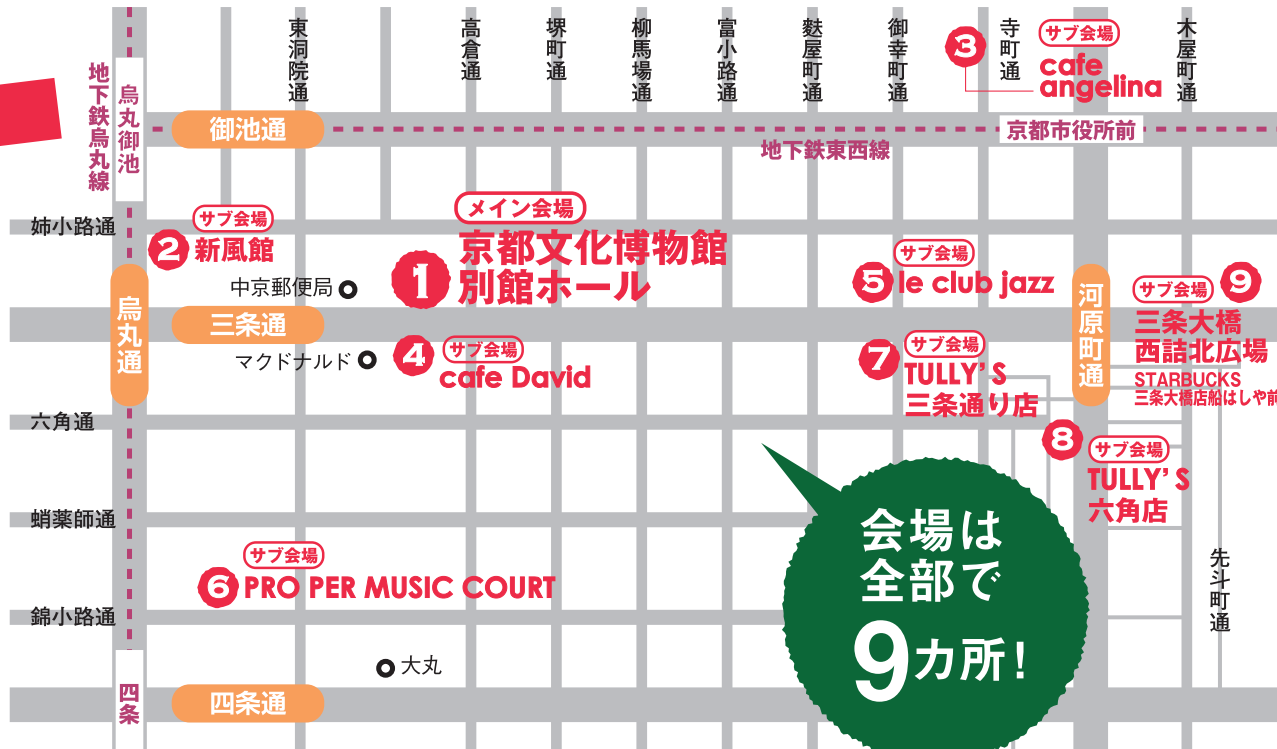 東洞院通
高倉通
堺町通
柳馬場通
富小路通
麩屋町通
御幸町通
寺町通
木屋町通
3
サブ会場
cafe
angelina
地下鉄烏丸線
烏丸御池
御池通
京都市役所前
地下鉄東西線
姉小路通
サブ会場
2 新風館
メイン会場
1 京都文化博物館
別館ホール
中京郵便局
サブ会場
5 le club jazz
サブ会場 9
三条大橋
西詰北広場
STARBUCKS
三条大橋店船はしや前
烏丸通
三条通
河原町通
マクドナルド
4 サブ会場
cafe David
7 サブ会場
TULLY'S
三条通り店
六角通
8 サブ会場
TULLY'S
六角店
蛸薬師通
サブ会場
6 PRO PER MUSIC COURT
会場は
全部で
9カ所!
先斗町通
錦小路通
大丸
四条
四条通